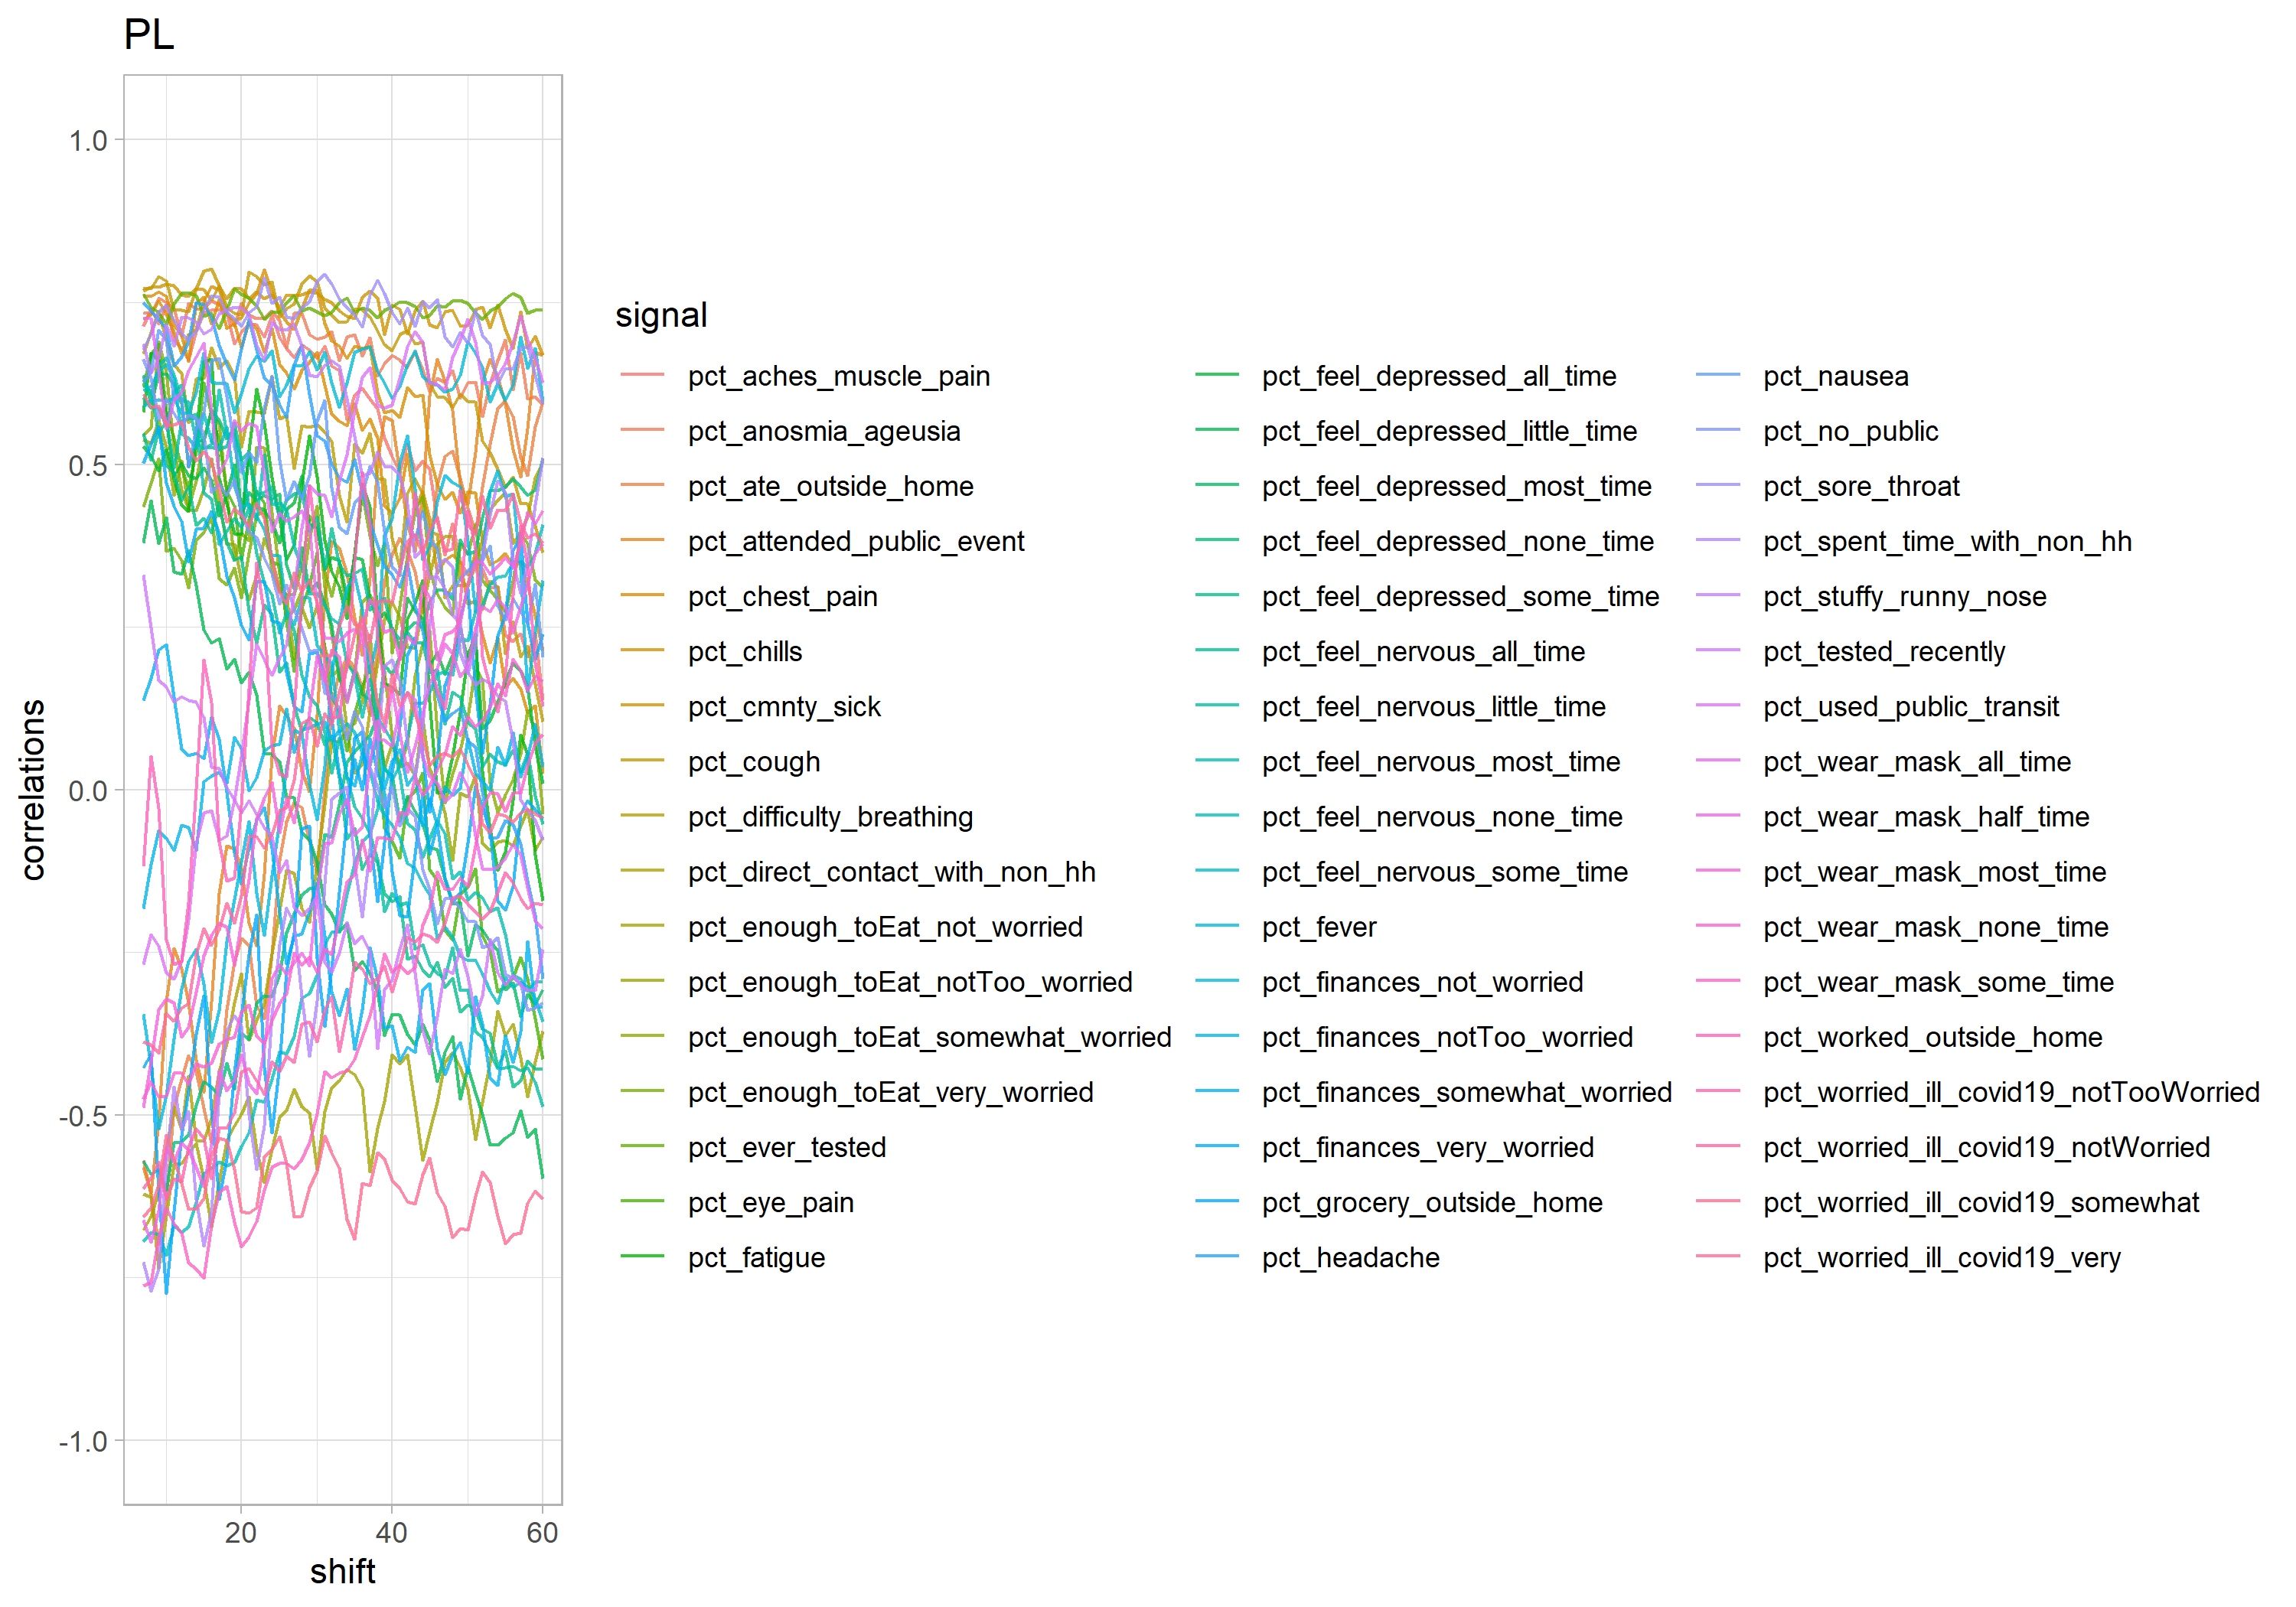 PL
1.0
0.5
0.0
-0.5
-1.0
correlations
20 40 60
shift
signal
pct_aches_muscle_pain
pct_anosmia_ageusia
pct_ate_outside_home
pct_attended_public_event
pct_chest_pain
pct_chills
pct_cmnty_sick
pct_cough
pct_difficulty_breathing
pct_direct_contact_with_non_hh
pct_enough_toEat_not_worried
pct_enough_toEat_notToo_worried
pct_enough_toEat_somewhat_worried
pct_enough_toEat_very_worried
pct_ever_tested
pct_eye_pain
pct_fatigue
pct_feel_depressed_all_time
pct_feel_depressed_little_time
pct_feel_depressed_most_time
pct_feel_depressed_none_time
pct_feel_depressed_some_time
pct_feel_nervous_all_time
pct_feel_nervous_little_time
pct_feel_nervous_most_time
pct_feel_nervous_none_time
pct_feel_nervous_some_time
pct_fever
pct_finances_not_worried
pct_finances_notToo_worried
pct_finances_somewhat_worried
pct_finances_very_worried
pct_grocery_outside_home
pct_headache
pct_nausea
pct_no_public
pct_sore_throat
pct_spent_time_with_non_hh
pct_stuffy_runny_nose
pct_tested_recently
pct_used_public_transit
pct_wear_mask_all_time
pct_wear_mask_half_time
pct_wear_mask_most_time
pct_wear_mask_none_time
pct_wear_mask_some_time
pct_worked_outside_home
pct_worried_ill_covid19_notTooWorried
pct_worried_ill_covid19_notWorried
pct_worried_ill_covid19_somewhat
pct_worried_ill_covid19_very